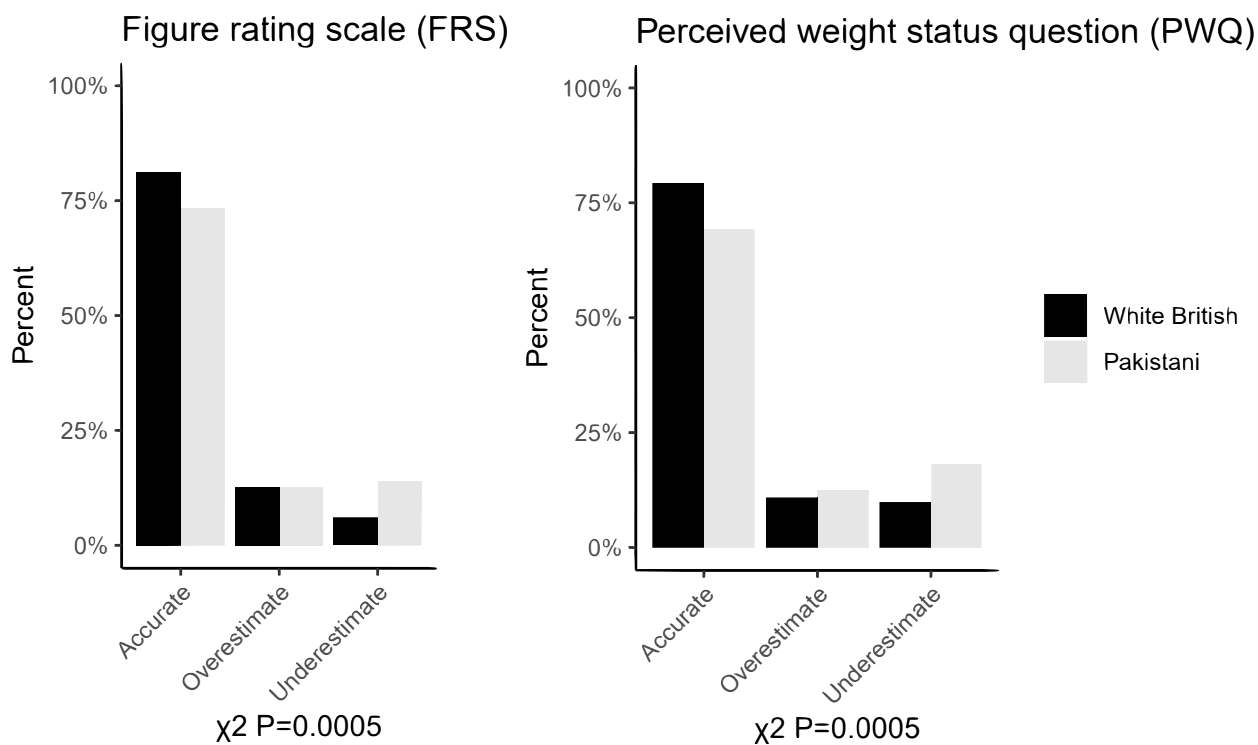 Figure rating scale (FRS)
100%
75%
50%
25%
0%
Percent
Accurate
Overestimate
Underestimate
χ2 P=0.0005
Perceived weight status question (PWQ)
100%
75%
50%
25%
0%
Percent
Accurate
Overestimate
Underestimate
χ2 P=0.0005
White British
Pakistani